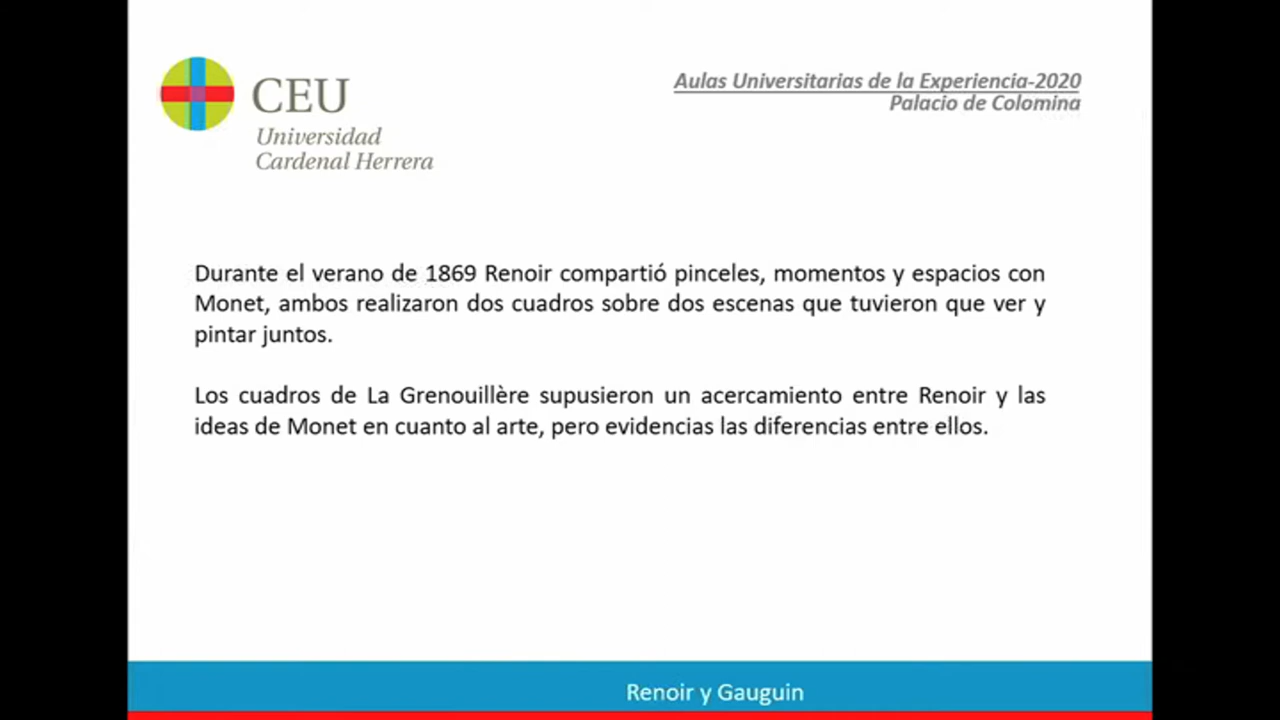 CEU
Universidad
Cardenal Herrera
Aulas Universitarias de la Experiencia-2020
Palacio de Colomina
Durante el verano de 1869 Renoir compartió pinceles, momentos y espacios con
Monet, ambos realizaron dos cuadros sobre dos escenas que tuvieron que ver y
pintar juntos.
Los cuadros de La Grenouillère supusieron un acercamiento entre Renoir y las
ideas de Monet en cuanto al arte, pero evidencias las diferencias entre ellos.
Renoir y Gauguin